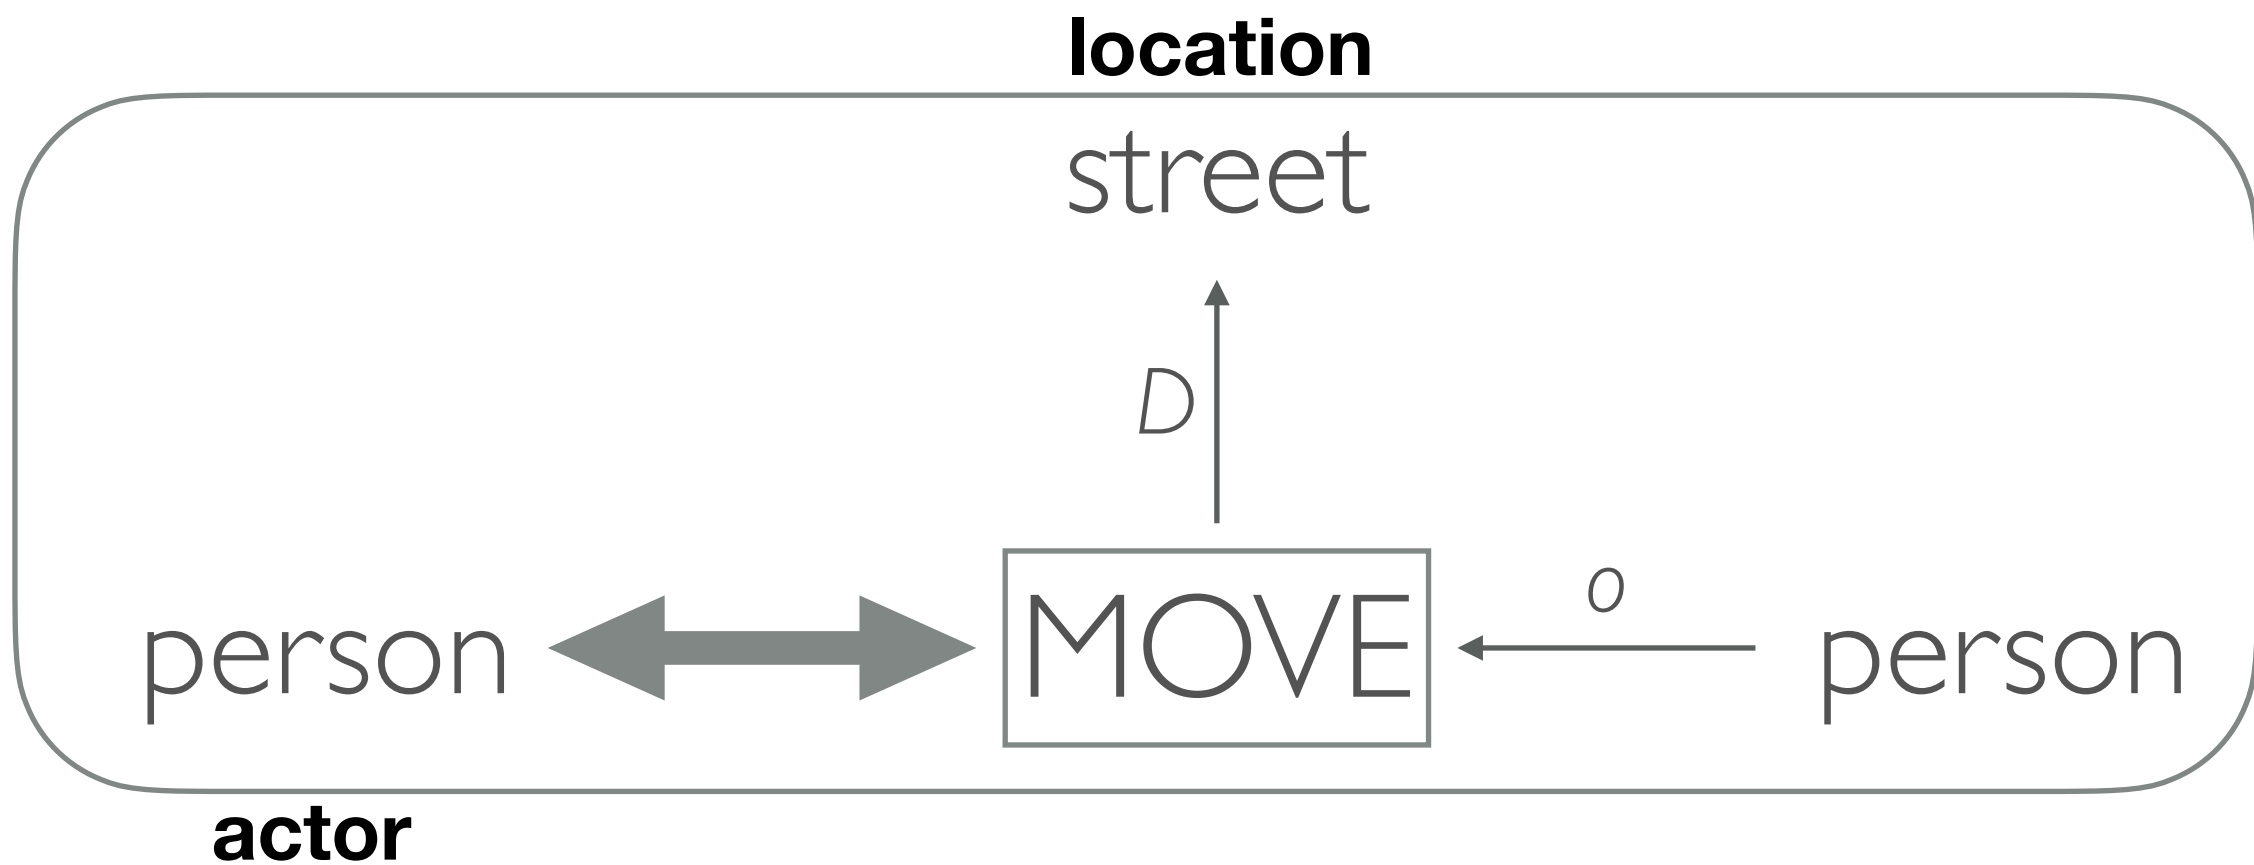 location
street
D
o
person MOVE person
actor